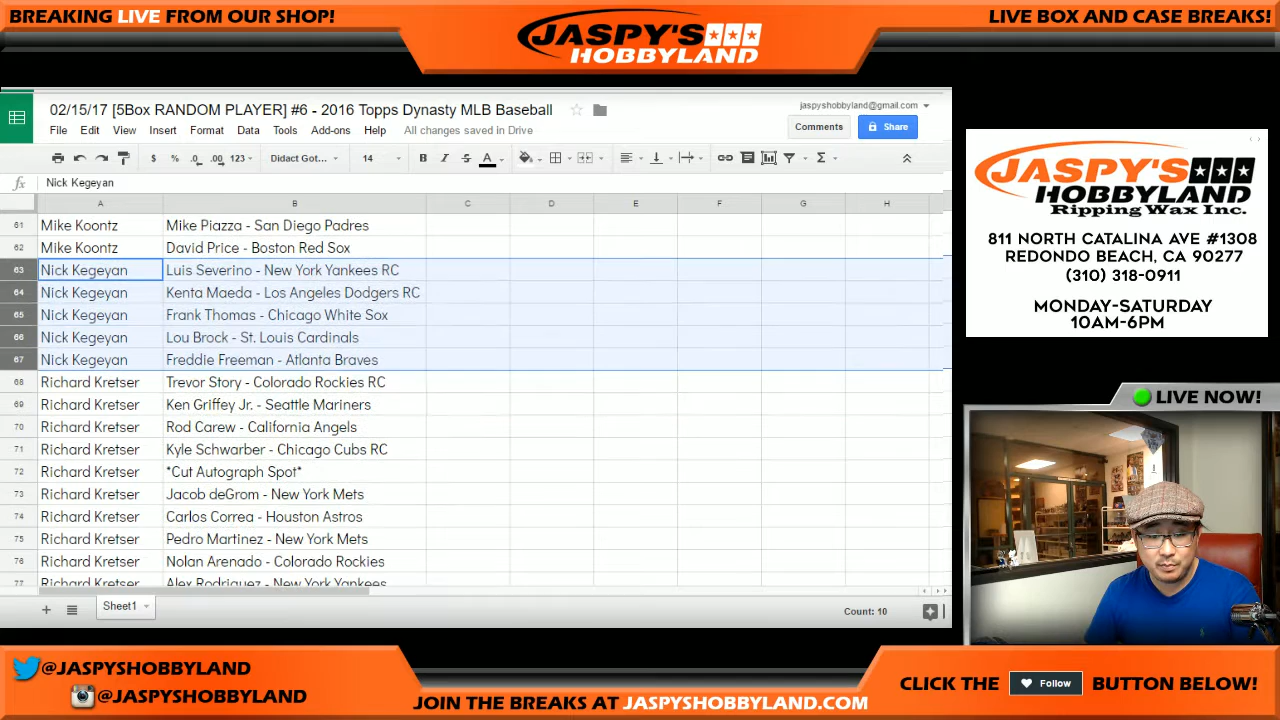 BREAKING LIVE FROM OUR SHOP!
JASPY'S
HOBBYLAND
LIVE BOX AND CASE BREAKS!
02/15/17 [5Box RANDOM PLAYER] #6 - 2016 Topps Dynasty MLB Baseball
jaspyshobbyland@gmail.com
File Edit View Insert Format Data Tools Add-ons Help All changes saved in Drive
Comments Share
$ % .0 .00 123 Didact Got... 14 B I S A Σ
fx Nick Kegeyan
A B C D E F G H
61 Mike Koontz Mike Piazza - San Diego Padres
62 Mike Koontz David Price - Boston Red Sox
63 Nick Kegeyan Luis Severino - New York Yankees RC
64 Nick Kegeyan Kenta Maeda - Los Angeles Dodgers RC
65 Nick Kegeyan Frank Thomas - Chicago White Sox
66 Nick Kegeyan Lou Brock - St. Louis Cardinals
67 Nick Kegeyan Freddie Freeman - Atlanta Braves
68 Richard Kretser Trevor Story - Colorado Rockies RC
69 Richard Kretser Ken Griffey Jr. - Seattle Mariners
70 Richard Kretser Rod Carew - California Angels
71 Richard Kretser Kyle Schwarber - Chicago Cubs RC
72 Richard Kretser *Cut Autograph Spot*
73 Richard Kretser Jacob deGrom - New York Mets
74 Richard Kretser Carlos Correa - Houston Astros
75 Richard Kretser Pedro Martinez - New York Mets
76 Richard Kretser Nolan Arenado - Colorado Rockies
77 Richard Kretser Alex Rodriguez - New York Yankees
Sheet1
Count: 10
JASPY'S
HOBBYLAND
Ripping Wax Inc.
811 NORTH CATALINA AVE #1308
REDONDO BEACH, CA 90277
(310) 318-0911
MONDAY-SATURDAY
10AM-6PM
LIVE NOW!
@JASPYSHOBBYLAND
@JASPYSHOBBYLAND
JOIN THE BREAKS AT JASPYSHOBBYLAND.COM
CLICK THE Follow BUTTON BELOW!